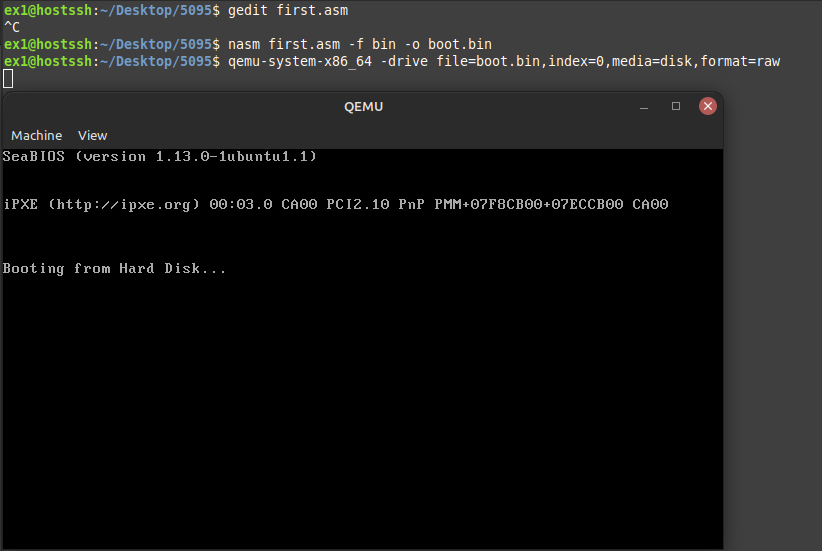 ex1@hostssh:~/Desktop/5095$ gedit first.asm
^C
ex1@hostssh:~/Desktop/5095$ nasm first.asm -f bin -o boot.bin
ex1@hostssh:~/Desktop/5095$ qemu-system-x86_64 -drive file=boot.bin,index=0,media=disk,format=raw
QEMU
Machine View
SeaBIOS (version 1.13.0-1ubuntu1.1)
iPXE (http://ipxe.org) 00:03.0 CA00 PCI2.10 PnP PMM+07F8CB00+07ECCB00 CA00
Booting from Hard Disk...